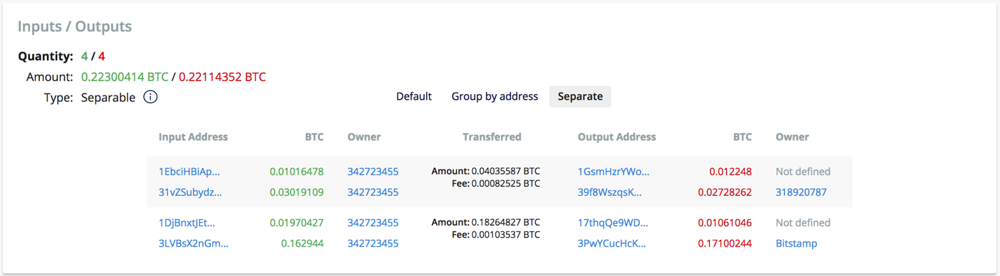 Inputs / Outputs
Quantity: 4 / 4
Amount: 0.22300414 BTC / 0.22114352 BTC
Type: Separable
Default Group by address Separate
Input Address BTC Owner Transferred Output Address BTC Owner
1EbciHBiAp... 0.01016478 342723455 Amount: 0.04035587 BTC 1GsmHzrYWo... 0.012248 Not defined
Fee: 0.00082525 BTC
31vZSubydz... 0.03019109 342723455 39f8WszqsK... 0.02728262 318920787
1DjBnxtJEt... 0.01970427 342723455 Amount: 0.18264827 BTC 17thqQe9WD... 0.01061046 Not defined
Fee: 0.00103537 BTC
3LVBsX2nGm... 0.162944 342723455 3PwYCucHcK... 0.17100244 Bitstamp